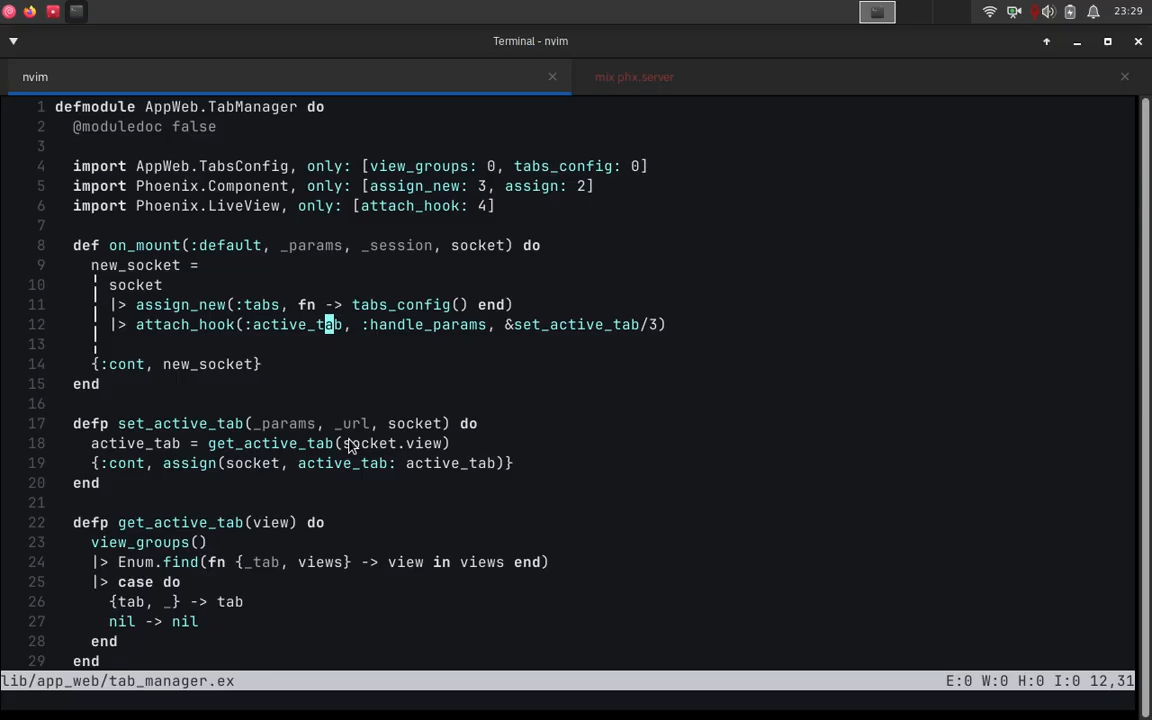 23:29
Terminal - nvim
nvim
mix phx.server
1 defmodule AppWeb.TabManager do
2   @moduledoc false
3
4   import AppWeb.TabsConfig, only: [view_groups: 0, tabs_config: 0]
5   import Phoenix.Component, only: [assign_new: 3, assign: 2]
6   import Phoenix.LiveView, only: [attach_hook: 4]
7
8   def on_mount(:default, _params, _session, socket) do
9     new_socket =
10       socket
11       |> assign_new(:tabs, fn -> tabs_config() end)
12       |> attach_hook(:active_tab, :handle_params, &set_active_tab/3)
13
14     {:cont, new_socket}
15   end
16
17   defp set_active_tab(_params, _url, socket) do
18     active_tab = get_active_tab(socket.view)
19     {:cont, assign(socket, active_tab: active_tab)}
20   end
21
22   defp get_active_tab(view) do
23     view_groups()
24     |> Enum.find(fn {_tab, views} -> view in views end)
25     |> case do
26       {tab, _} -> tab
27       nil -> nil
28     end
29   end
lib/app_web/tab_manager.ex E:0 W:0 H:0 I:0 12,31